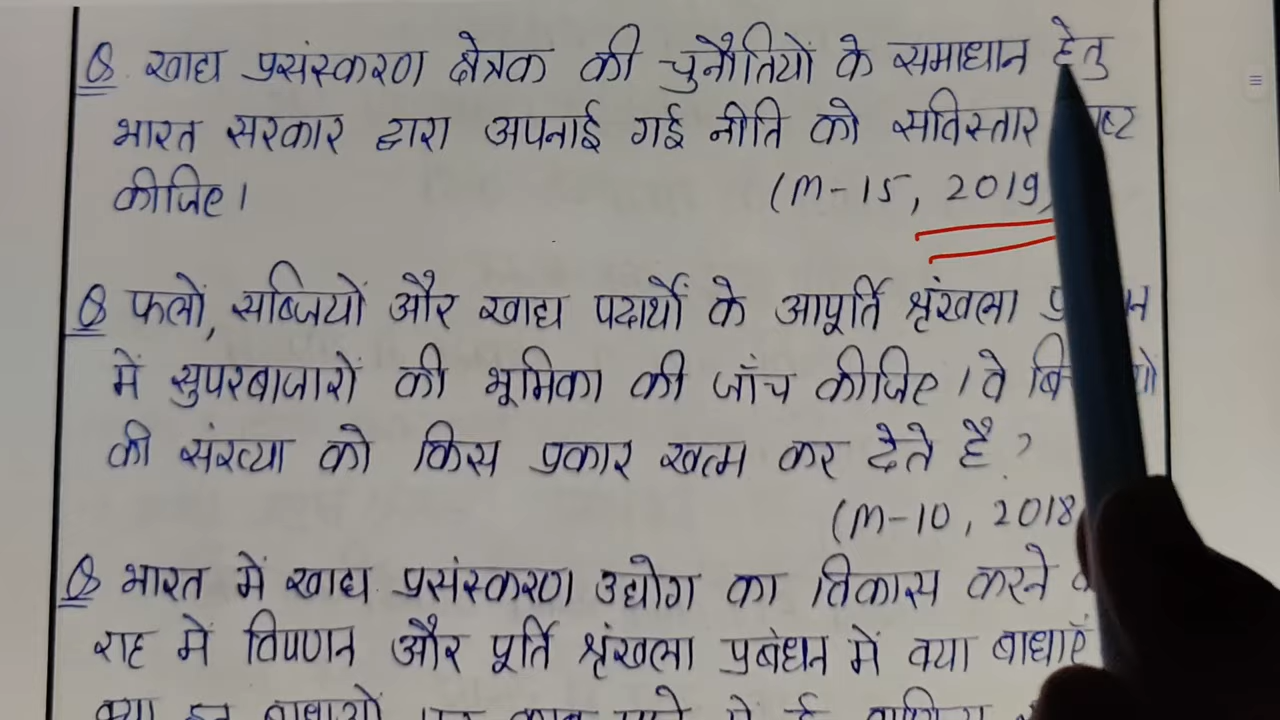 Q. खाद्य प्रसंस्करण क्षेत्रक की चुनौतियों के समाधान हेतु
भारत सरकार द्वारा अपनाई गई नीति को सविस्तार
कीजिए। (M-15, 2019)
Q फलों, सब्जियों और खाद्य पदार्थों के आपूर्ति श्रृंखला
में सुपरबाजारों की भूमिका की जाँच कीजिए। वे
की संख्या को किस प्रकार खत्म कर देते है ?
(M-10, 2018
Q भारत में खाद्य प्रसंस्करण उद्योग का विकास करने
राह में विपणन और पूर्ति श्रृंखला प्रबंधन में क्या बाधाएँ
क्या इन बाधाओं